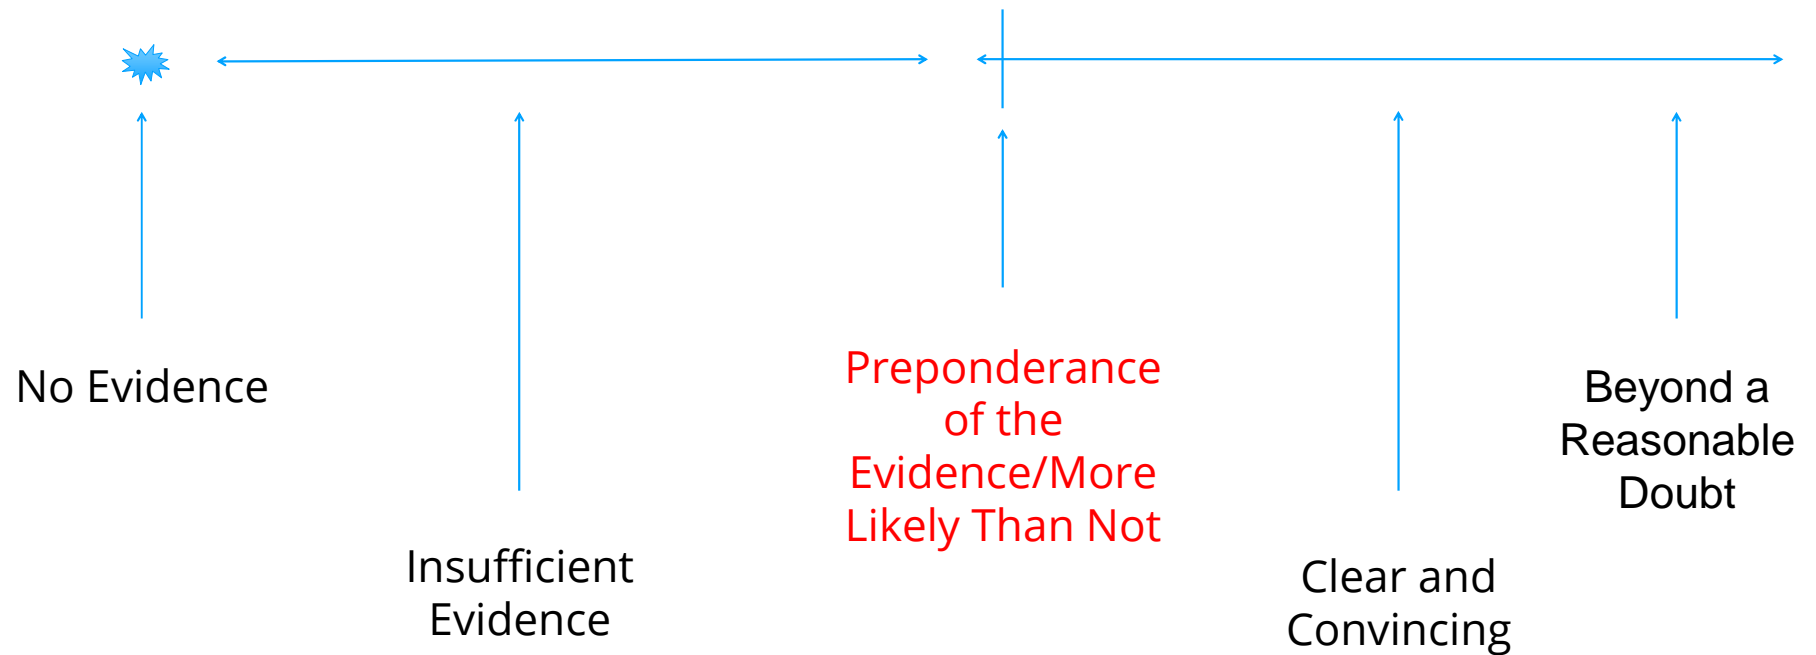 No Evidence
Insufficient
Evidence
Preponderance
of the
Evidence/More
Likely Than Not
Clear and
Convincing
Beyond a
Reasonable
Doubt